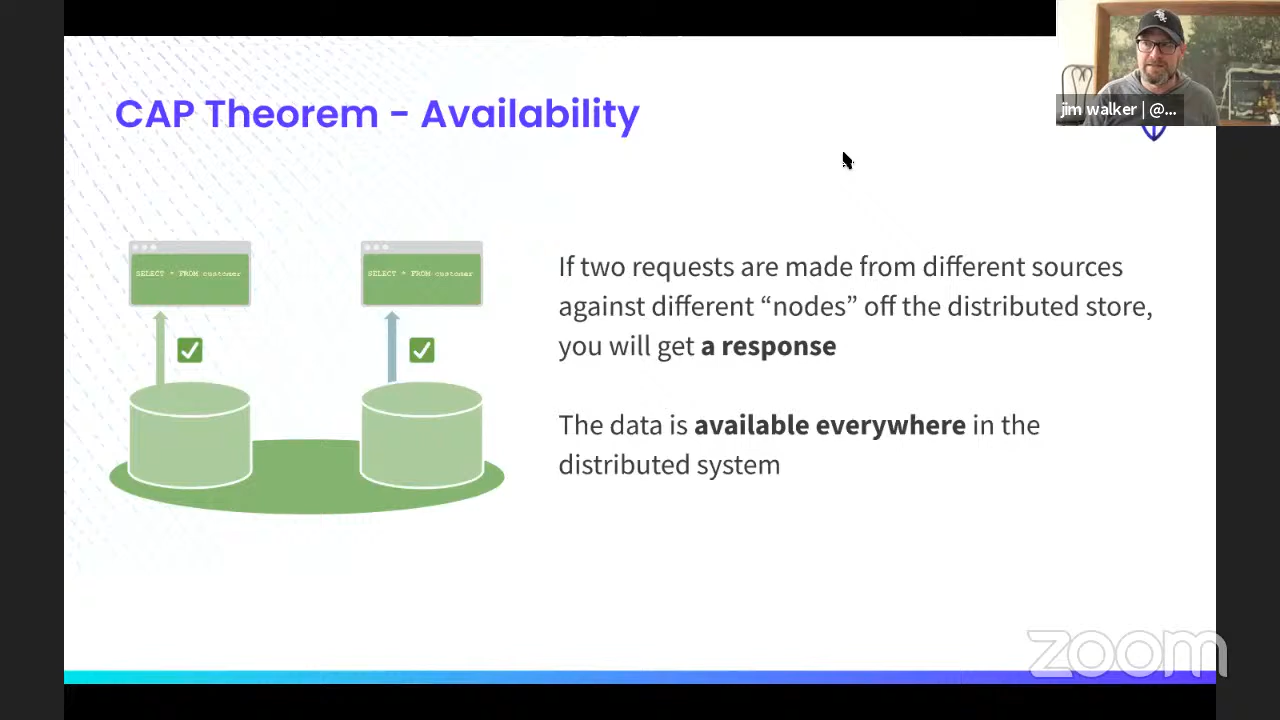 CAP Theorem - Availability
jim walker | @...
SELECT * FROM customer
SELECT * FROM customer
If two requests are made from different sources
against different “nodes” off the distributed store,
you will get a response
The data is available everywhere in the
distributed system
zoom